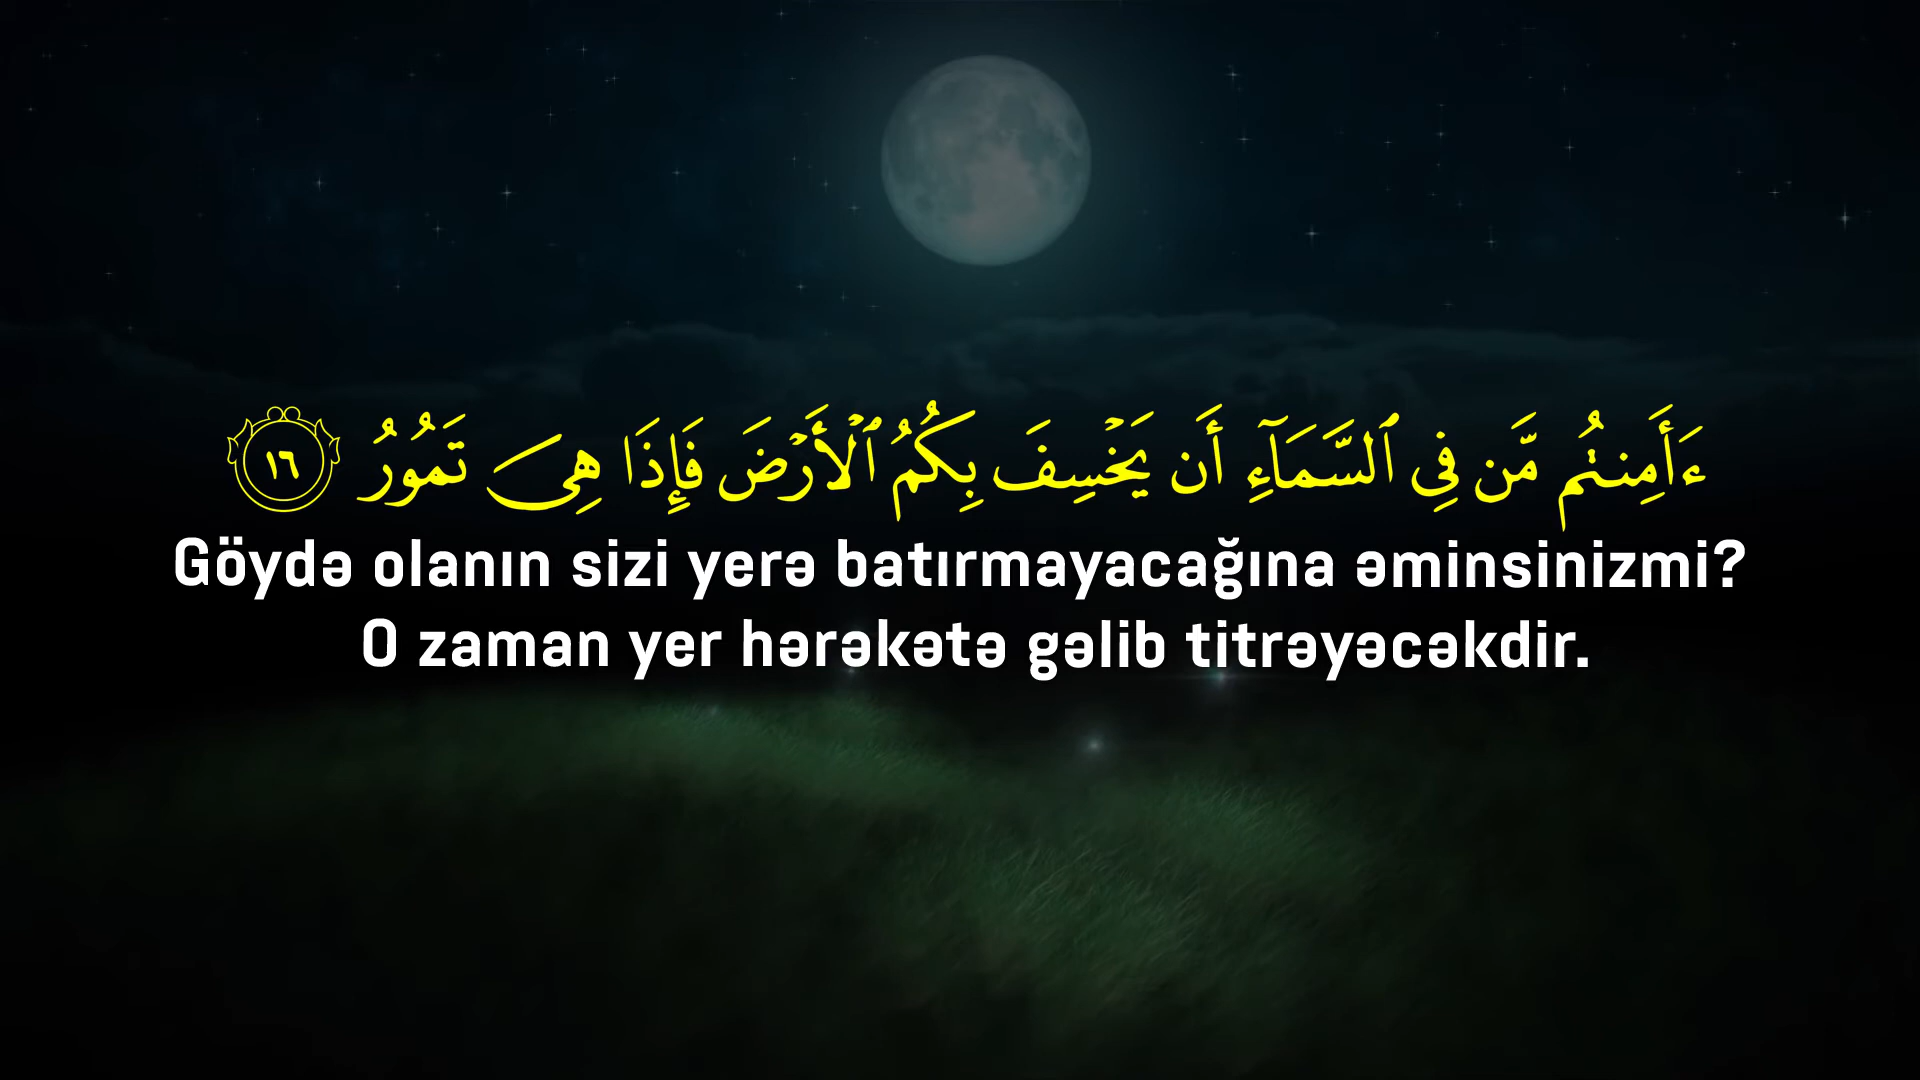 ءَأَمِنتُم مَّن فِي ٱلسَّمَآءِ أَن يَخْسِفَ بِكُمُ ٱلْأَرْضَ فَإِذَا هِىَ تَمُورُ ١٦
Göydə olanın sizi yerə batırmayacağına əminsinizmi?
O zaman yer hərəkətə gəlib titrəyəcəkdir.